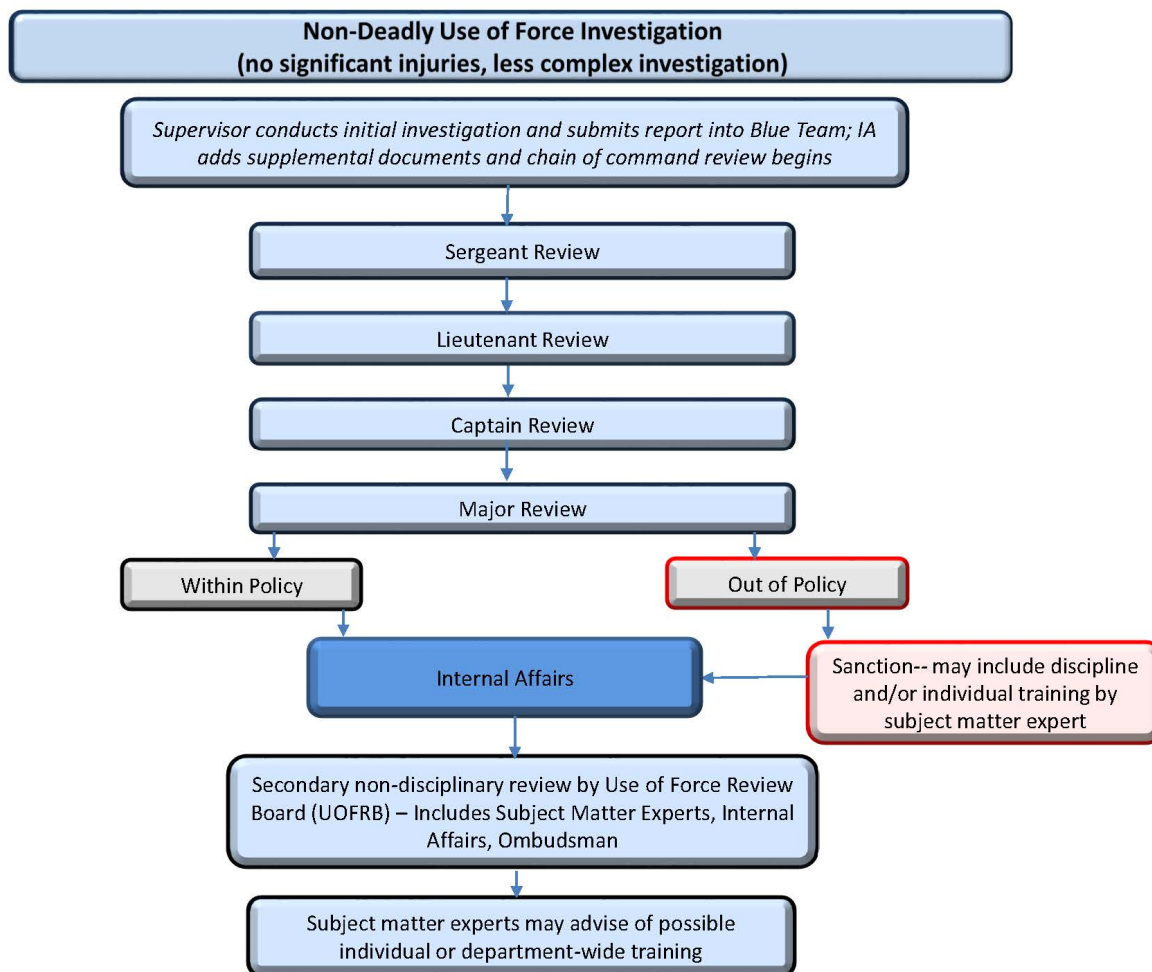 Non-Deadly Use of Force Investigation
(no significant injuries, less complex investigation)
Supervisor conducts initial investigation and submits report into Blue Team; IA
adds supplemental documents and chain of command review begins
Sergeant Review
Lieutenant Review
Captain Review
Major Review
Within Policy
Out of Policy
Internal Affairs
Sanction-- may include discipline
and/or individual training by
subject matter expert
Secondary non-disciplinary review by Use of Force Review
Board (UOFRB) – Includes Subject Matter Experts, Internal
Affairs, Ombudsman
Subject matter experts may advise of possible
individual or department-wide training